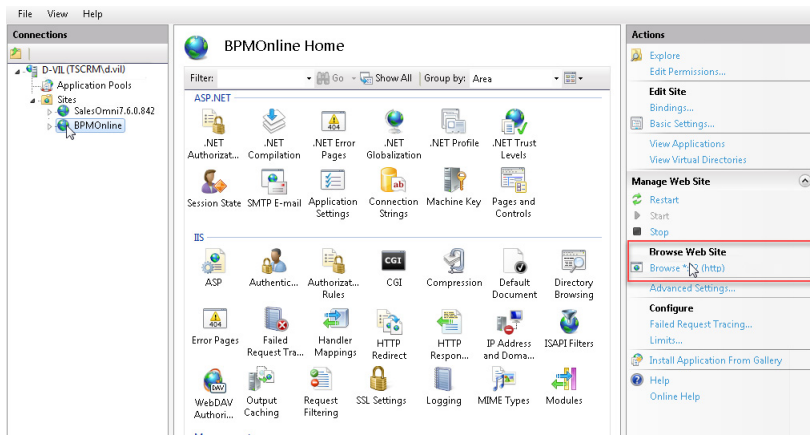 File View Help
Connections
D-VIL (TSCRM\d.vil)
Application Pools
Sites
SalesOmni7.6.0.842
BPMOnline
BPMOnline Home
Filter: Go Show All Group by: Area
ASP.NET
.NET Authorizat...
.NET Compilation
.NET Error Pages
.NET Globalization
.NET Profile
.NET Trust Levels
Session State
SMTP E-mail
Application Settings
Connection Strings
Machine Key
Pages and Controls
IIS
ASP
Authentic...
Authorizat... Rules
CGI
Compression
Default Document
Directory Browsing
Error Pages
Failed Request Tra...
Handler Mappings
HTTP Redirect
HTTP Respon...
IP Address and Doma...
ISAPI Filters
WebDAV Authori...
Output Caching
Request Filtering
SSL Settings
Logging
MIME Types
Modules
Actions
Explore
Edit Permissions...
Edit Site
Bindings...
Basic Settings...
View Applications
View Virtual Directories
Manage Web Site
Restart
Start
Stop
Browse Web Site
Browse (http)
Advanced Settings...
Configure
Failed Request Tracing...
Limits...
Install Application From Gallery
Help
Online Help